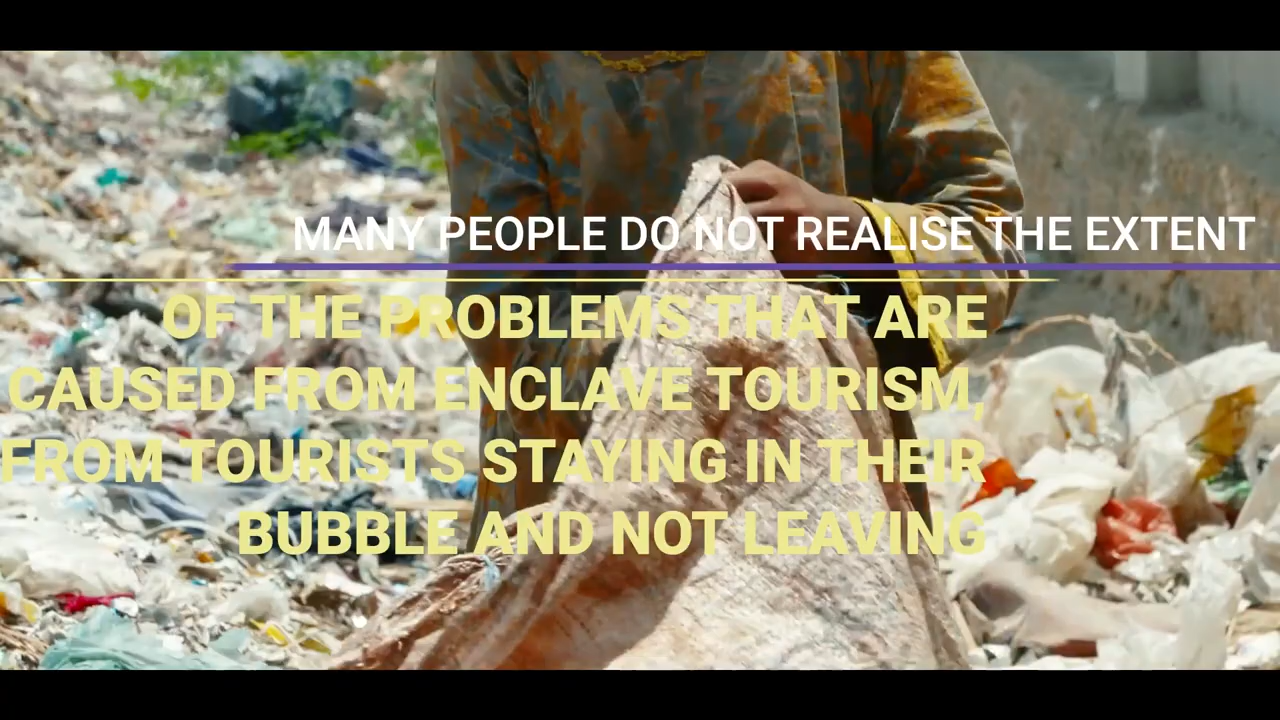 MANY PEOPLE DO NOT REALISE THE EXTENT
OF THE PROBLEMS THAT ARE
CAUSED FROM ENCLAVE TOURISM,
FROM TOURISTS STAYING IN THEIR
BUBBLE AND NOT LEAVING